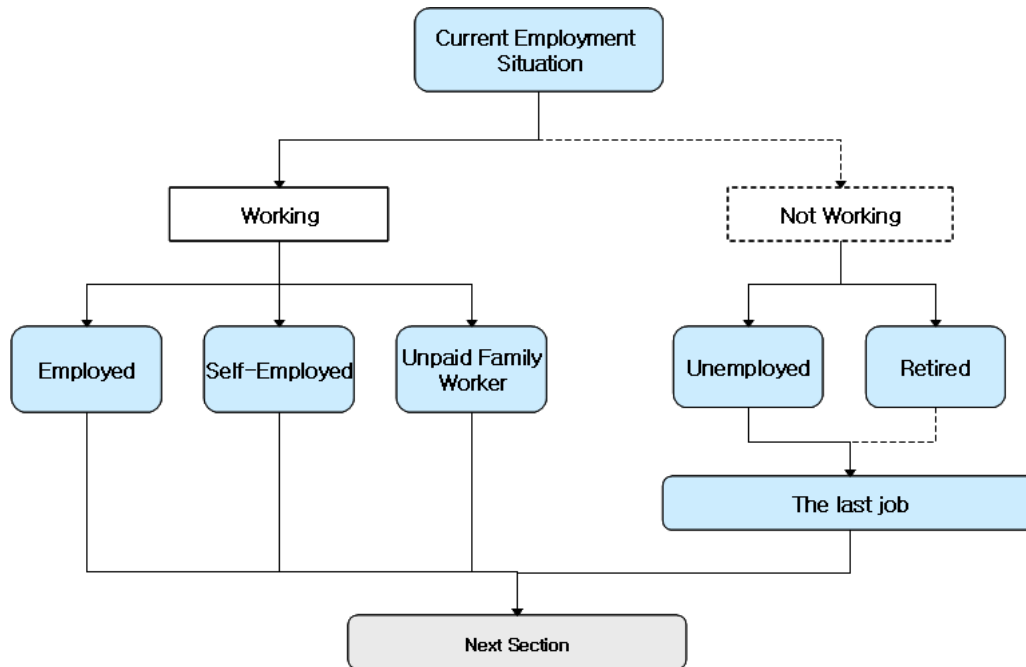 Current Employment
Situation
Working
Not Working
Employed
Self-Employed
Unpaid Family
Worker
Unemployed
Retired
The last job
Next Section